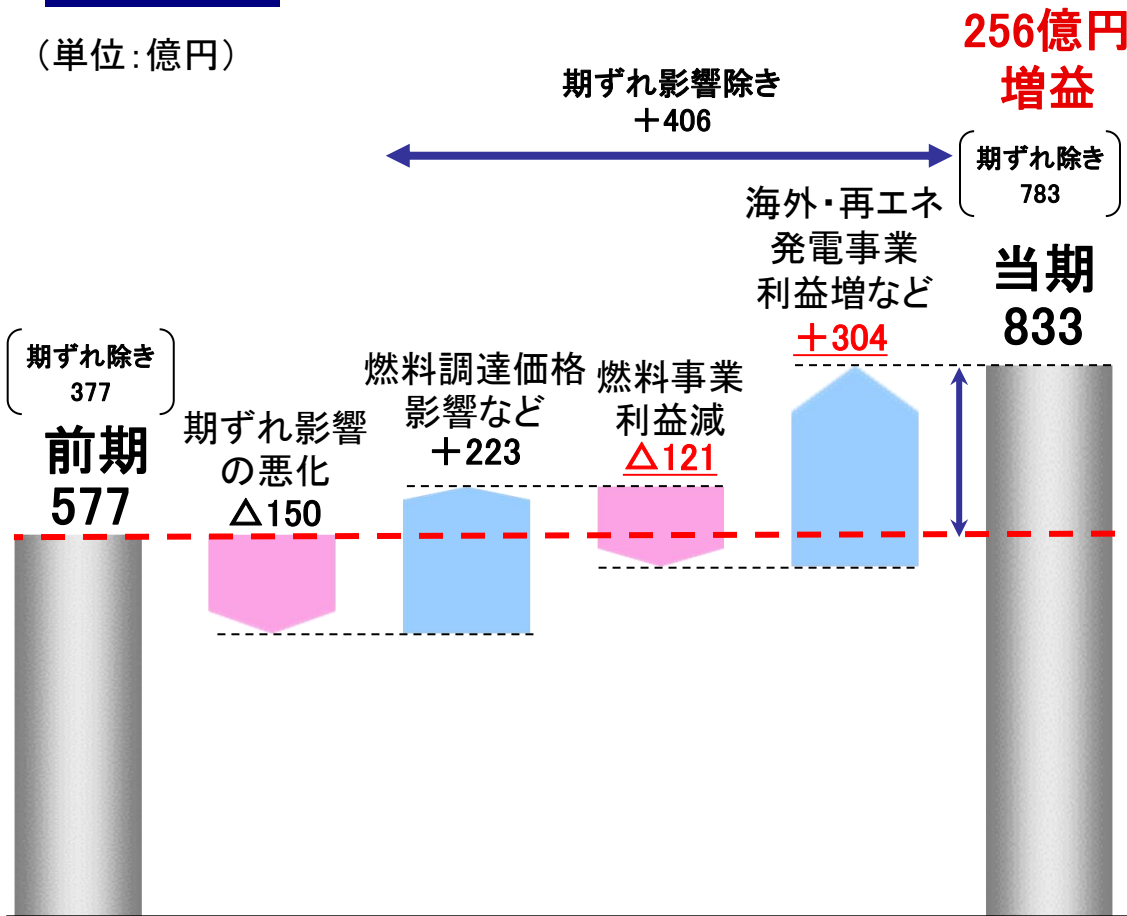 （単位：億円）
256億円
増益
期ずれ影響除き
＋406
期ずれ除き
783
当期
833
海外・再エネ
発電事業
利益増など
＋304
期ずれ除き
377
前期
577
期ずれ影響
の悪化
△150
燃料調達価格
影響など
＋223
燃料事業
利益減
△121